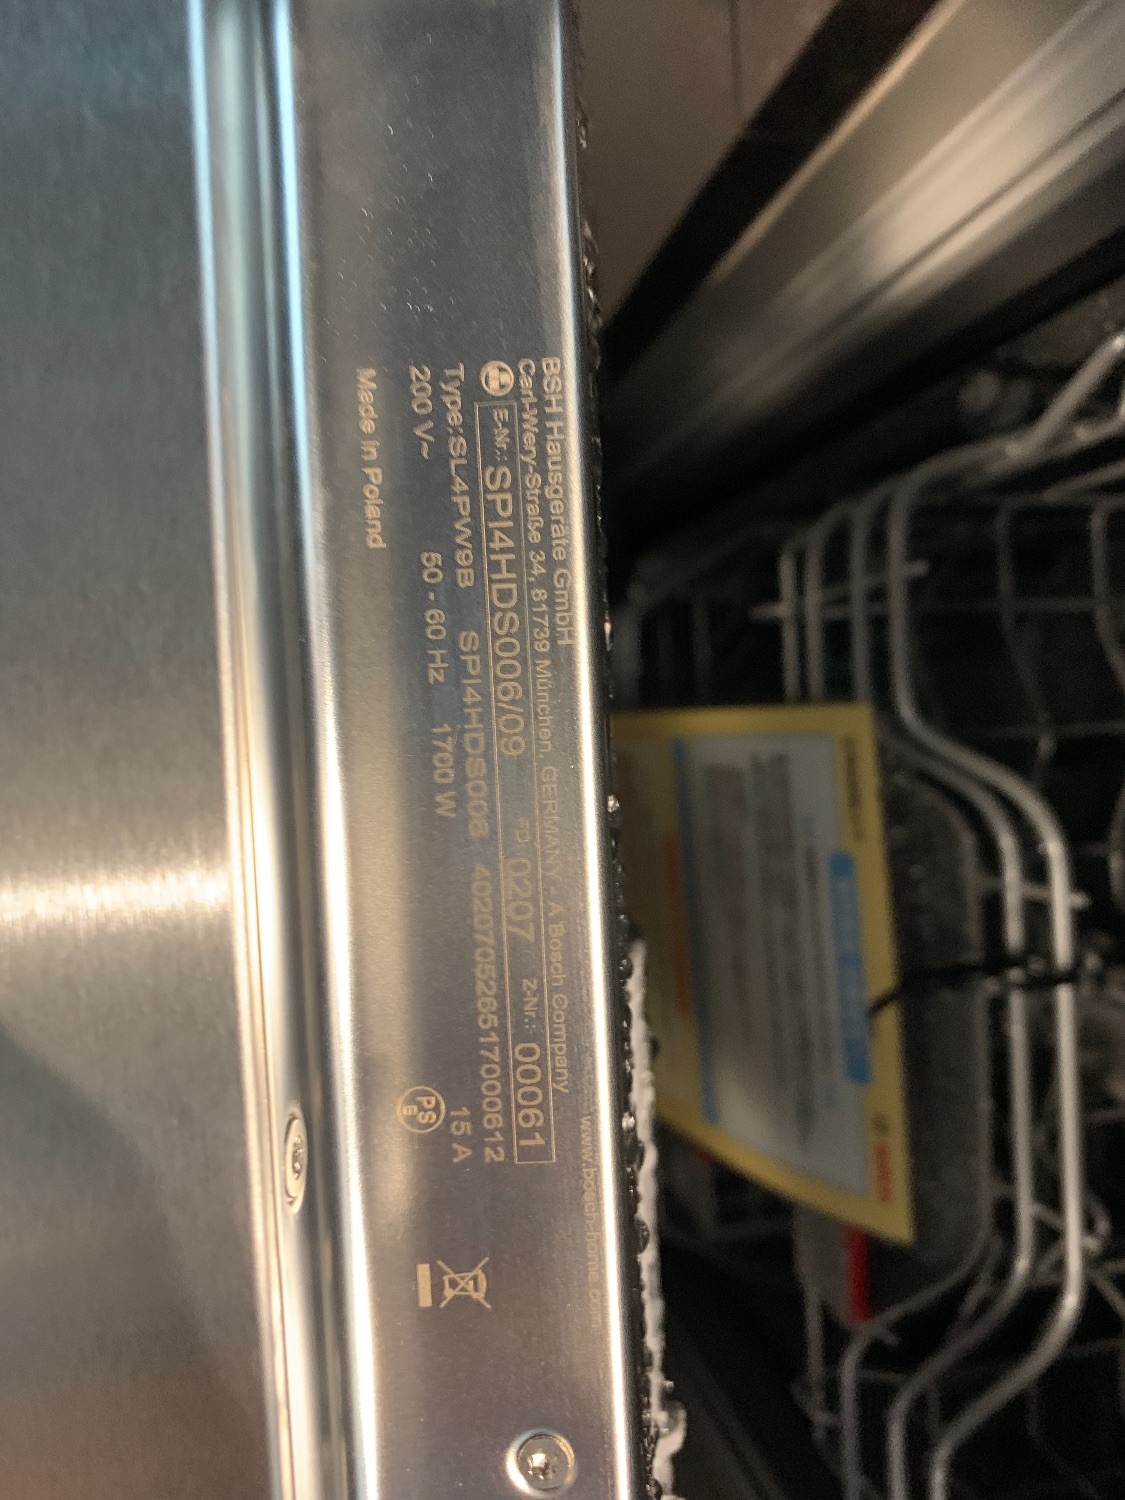 BSH Hausgeräte GmbH
Carl-Wery-Straße 34, 81739 München, GERMANY - A Bosch Company www.bosch-home.com
E-Nr.: SPI4HDS006/09 FD 0207 Z-Nr.: 00061
Type: SL4PW9B SPI4HDS006 402070526517000612
200 V~ 50 - 60 Hz 1700 W 15 A
PS
E
Made in Poland